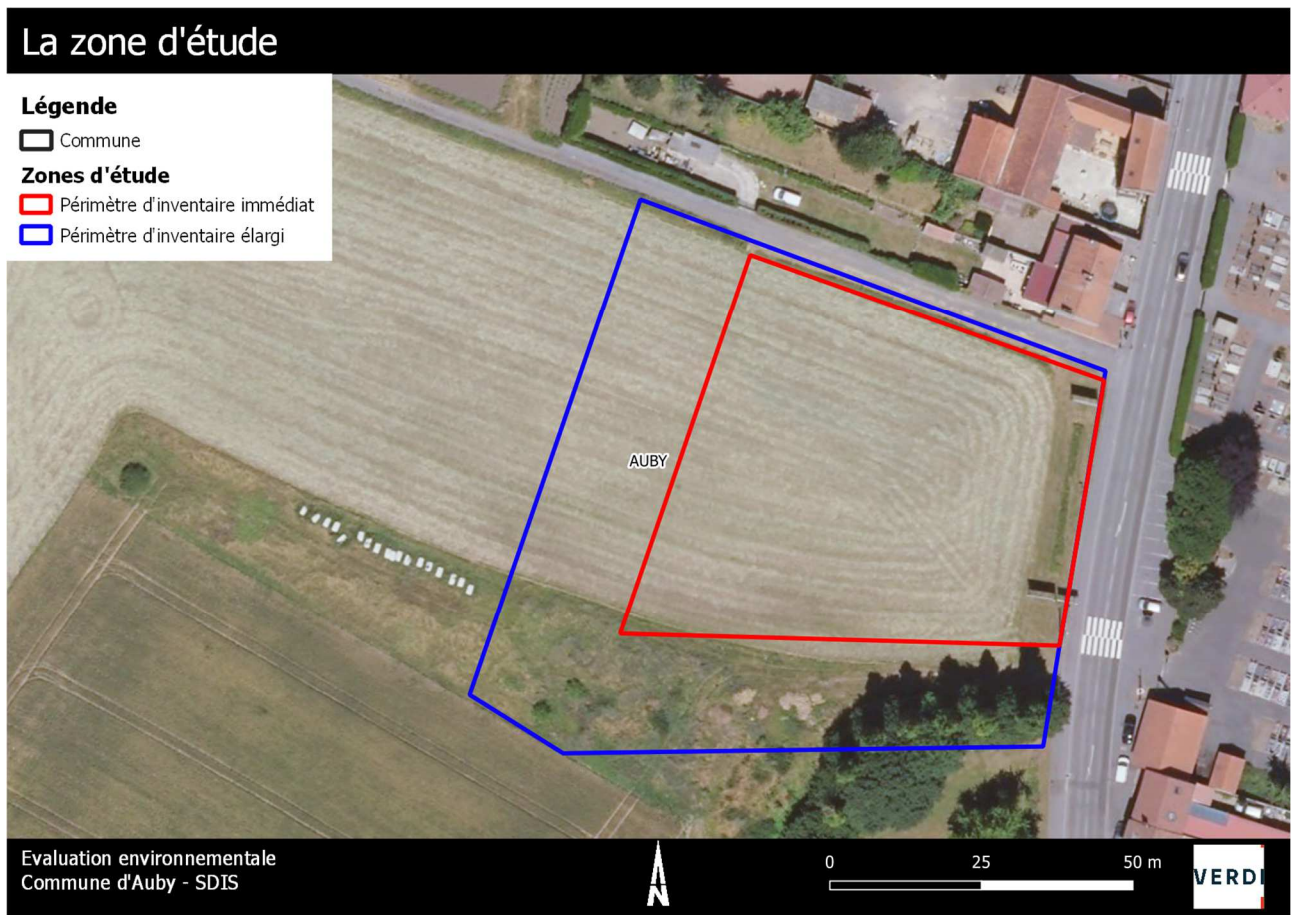 La zone d'étude
Légende
Commune
Zones d'étude
Périmètre d'inventaire immédiat
Périmètre d'inventaire élargi
AUBY
Evaluation environnementale
Commune d'Auby - SDIS
N
0 25 50 m
VERDI